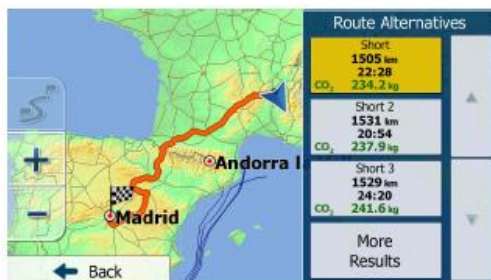 Route Alternatives
Short
1505 km
22:28
CO₂ 234.2 kg
Short 2
1531 km
20:54
CO₂ 237.9 kg
Short 3
1529 km
24:20
CO₂ 241.6 kg
More
Results
Andorra l
Madrid
Back